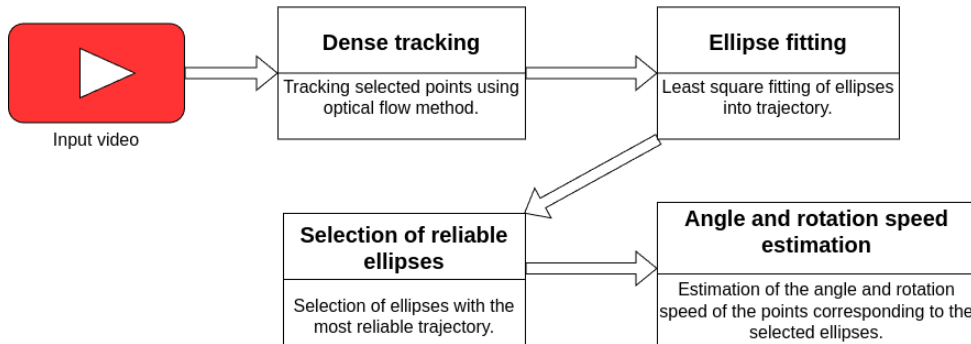 Dense tracking
Tracking selected points using
optical flow method.
Ellipse fitting
Least square fitting of ellipses
into trajectory.
Input video
Selection of reliable
ellipses
Selection of ellipses with the
most reliable trajectory.
Angle and rotation speed
estimation
Estimation of the angle and rotation
speed of the points corresponding to the
selected ellipses.